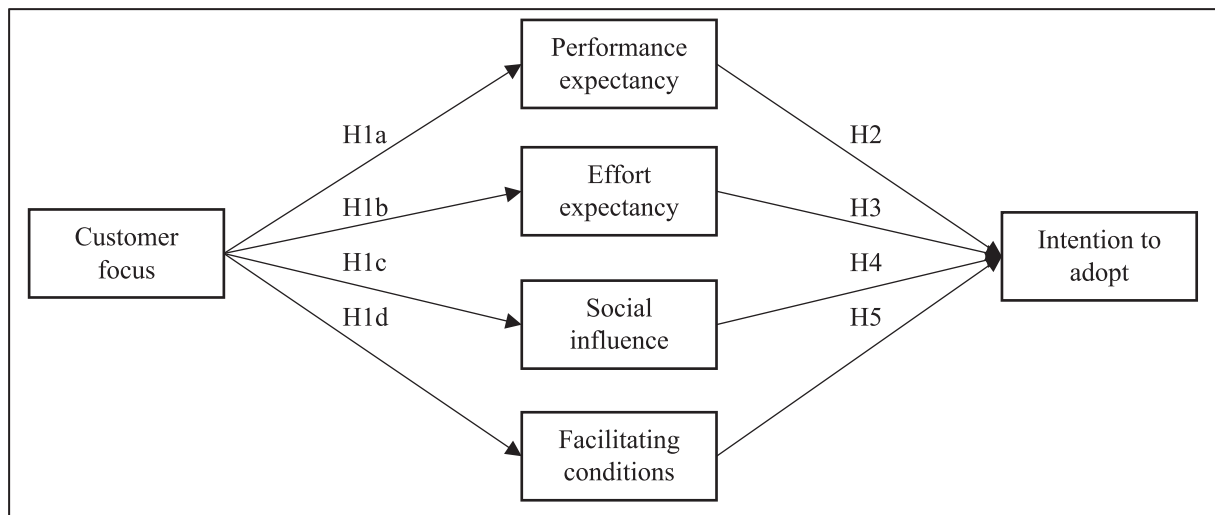 Performance
expectancy
H1a
H2
Effort
expectancy
H1b
H3
Customer
focus
Intention to
adopt
H1c
H4
Social
influence
H1d
H5
Facilitating
conditions